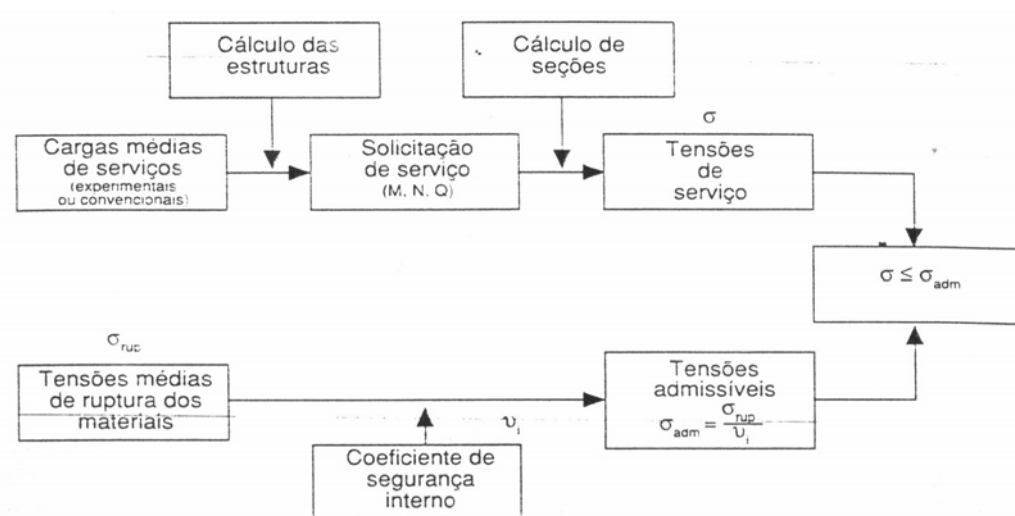 Cálculo das
estruturas
Cálculo de
seções
Cargas médias
de serviços
(experimentais
ou convencionais)
Solicitação
de serviço
(M. N. Q)
σ
Tensões
de
serviço
σ ≤ σadm
σrup
Tensões médias
de ruptura dos
materiais
υi
Coeficiente de
segurança
interno
Tensões
admissíveis
σadm = σrup / υi